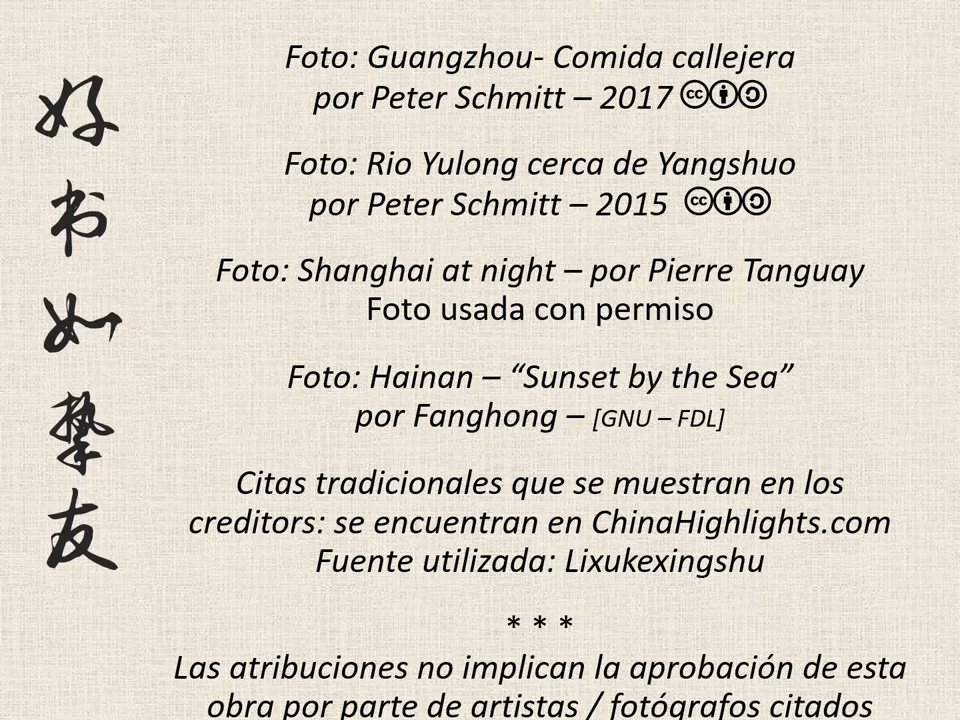 好
书
如
挚
友
Foto: Guangzhou- Comida callejera
por Peter Schmitt – 2017
Foto: Rio Yulong cerca de Yangshuo
por Peter Schmitt – 2015
Foto: Shanghai at night – por Pierre Tanguay
Foto usada con permiso
Foto: Hainan – “Sunset by the Sea”
por Fanghong – [GNU – FDL]
Citas tradicionales que se muestran en los
creditors: se encuentran en ChinaHighlights.com
Fuente utilizada: Lixukexingshu
* * *
Las atribuciones no implican la aprobación de esta
obra por parte de artistas / fotógrafos citados